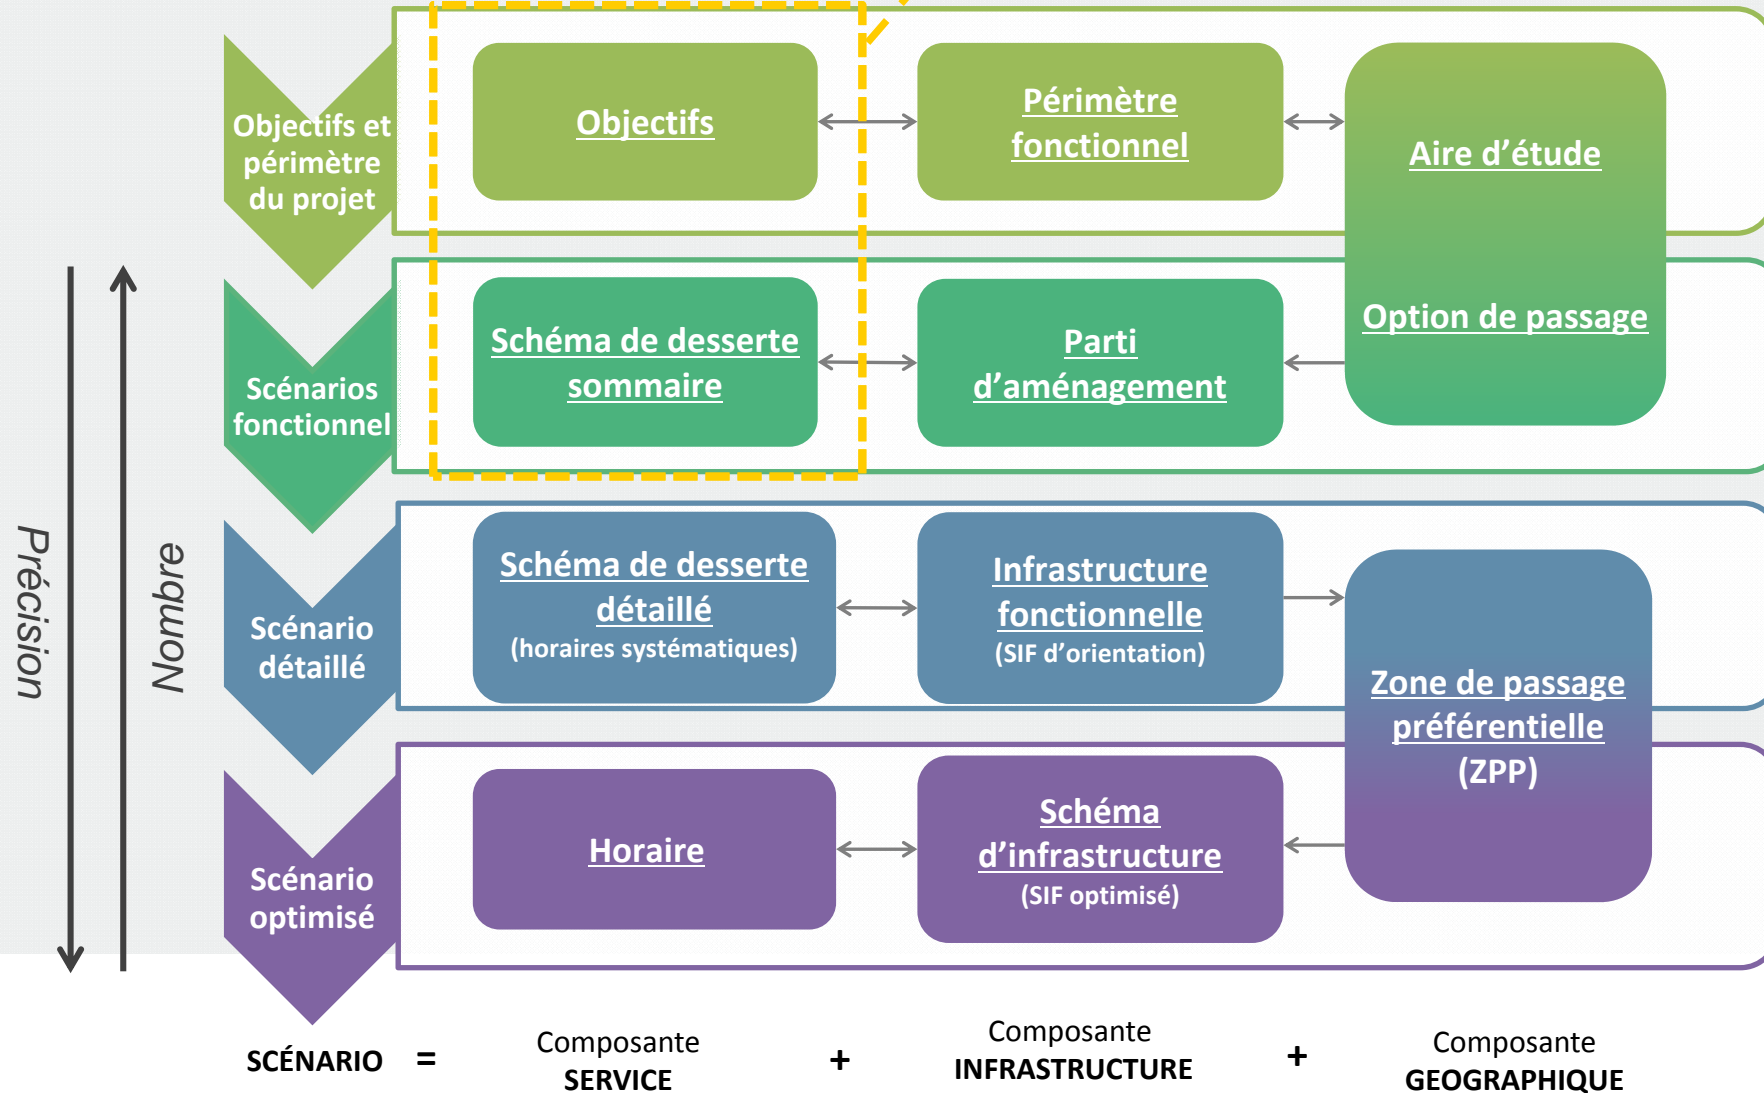 Objectifs et
périmètre
du projet
Objectifs
Périmètre
fonctionnel
Aire d'étude
Scénarios
fonctionnel
Schéma de desserte
sommaire
Parti
d'aménagement
Option de passage
Précision
Nombre
Scénario
détaillé
Schéma de desserte
détaillé
(horaires systématiques)
Infrastructure
fonctionnelle
(SIF d'orientation)
Zone de passage
préférentielle
(ZPP)
Scénario
optimisé
Horaire
Schéma
d'infrastructure
(SIF optimisé)
SCÉNARIO =
Composante
SERVICE
+
Composante
INFRASTRUCTURE
+
Composante
GEOGRAPHIQUE